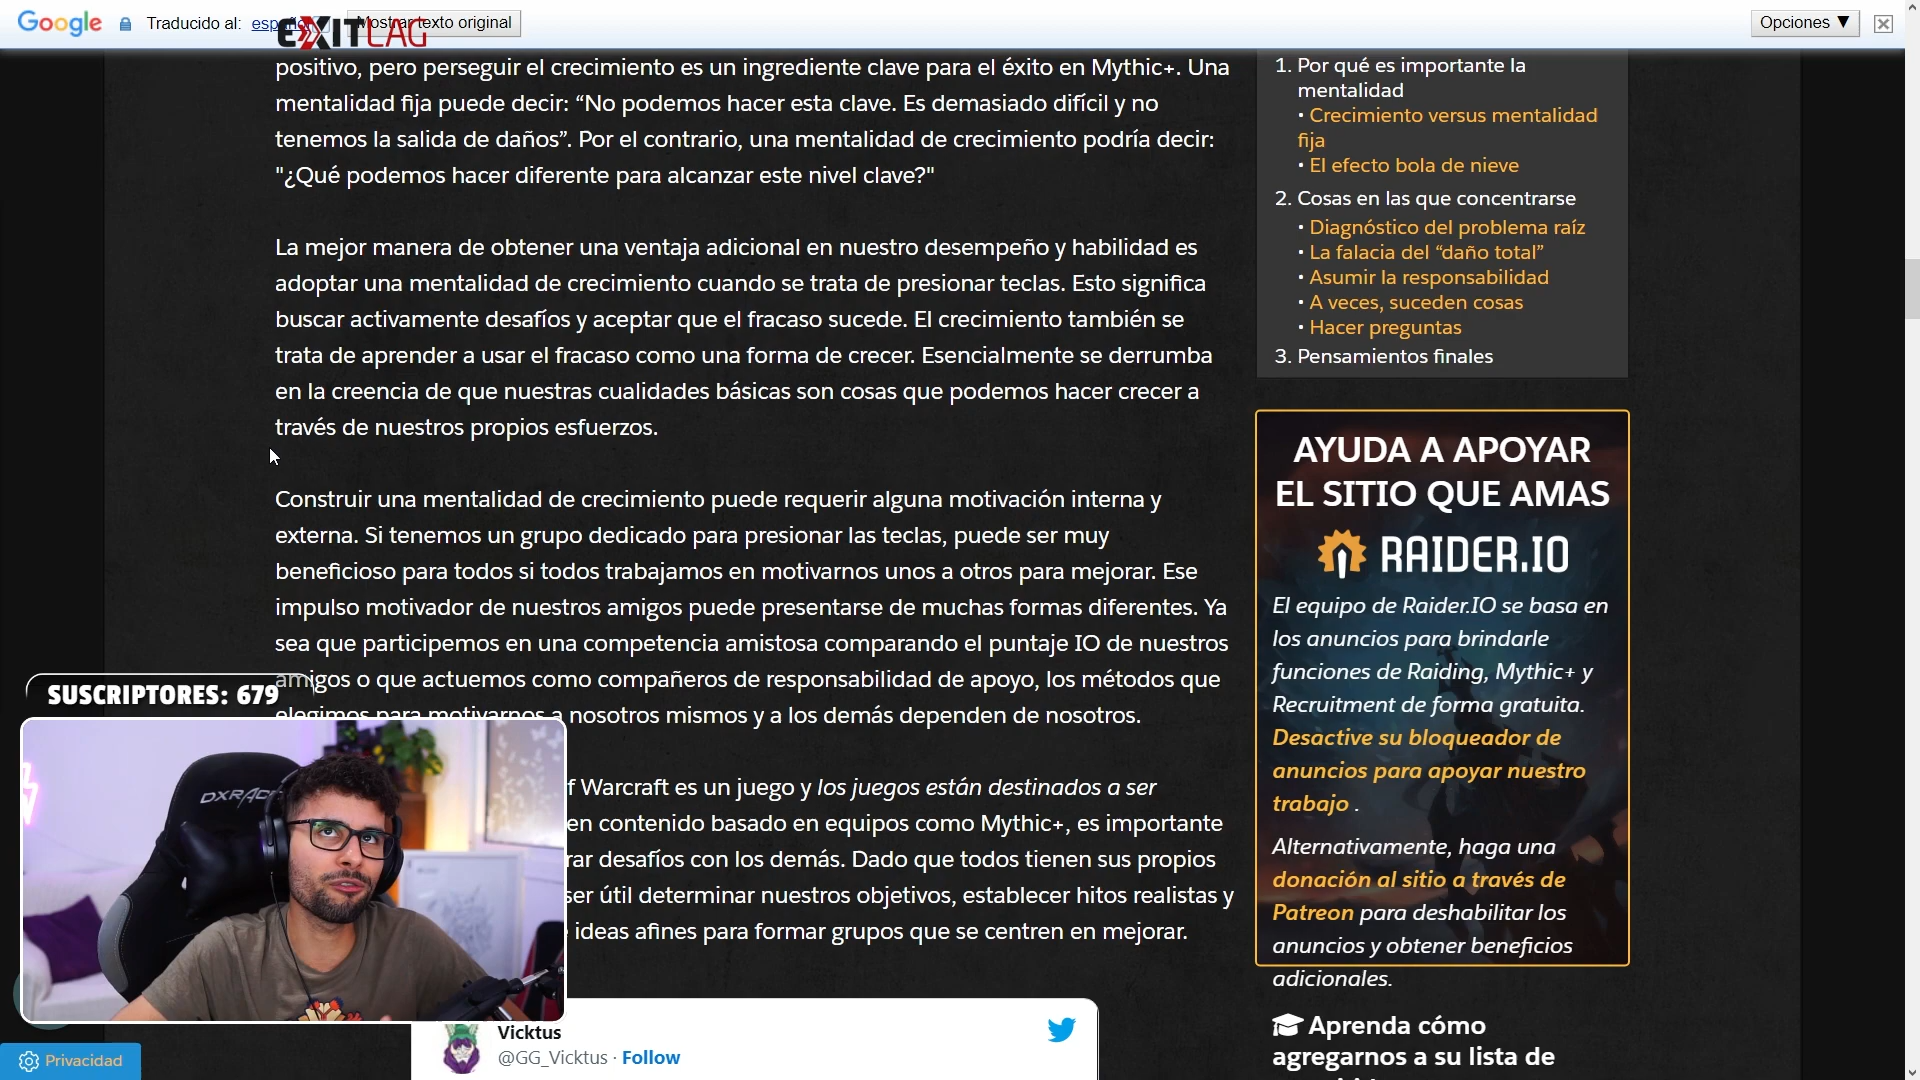 Google
Traducido al: español
Mostrar texto original
Opciones ▼
EXITLAG
positivo, pero perseguir el crecimiento es un ingrediente clave para el éxito en Mythic+. Una
mentalidad fija puede decir: “No podemos hacer esta clave. Es demasiado difícil y no
tenemos la salida de daños”. Por el contrario, una mentalidad de crecimiento podría decir:
"¿Qué podemos hacer diferente para alcanzar este nivel clave?"
La mejor manera de obtener una ventaja adicional en nuestro desempeño y habilidad es
adoptar una mentalidad de crecimiento cuando se trata de presionar teclas. Esto significa
buscar activamente desafíos y aceptar que el fracaso sucede. El crecimiento también se
trata de aprender a usar el fracaso como una forma de crecer. Esencialmente se derrumba
en la creencia de que nuestras cualidades básicas son cosas que podemos hacer crecer a
través de nuestros propios esfuerzos.
Construir una mentalidad de crecimiento puede requerir alguna motivación interna y
externa. Si tenemos un grupo dedicado para presionar las teclas, puede ser muy
beneficioso para todos si todos trabajamos en motivarnos unos a otros para mejorar. Ese
impulso motivador de nuestros amigos puede presentarse de muchas formas diferentes. Ya
sea que participemos en una competencia amistosa comparando el puntaje IO de nuestros
amigos o que actuemos como compañeros de responsabilidad de apoyo, los métodos que
elegimos para motivarnos a nosotros mismos y a los demás dependen de nosotros.
f Warcraft es un juego y los juegos están destinados a ser
en contenido basado en equipos como Mythic+, es importante
rar desafíos con los demás. Dado que todos tienen sus propios
ser útil determinar nuestros objetivos, establecer hitos realistas y
ideas afines para formar grupos que se centren en mejorar.
SUSCRIPTORES: 679
DXRAC
Vicktus
@GG_Vicktus · Follow
Privacidad
1. Por qué es importante la
mentalidad
• Crecimiento versus mentalidad
fija
• El efecto bola de nieve
2. Cosas en las que concentrarse
• Diagnóstico del problema raíz
• La falacia del “daño total”
• Asumir la responsabilidad
• A veces, suceden cosas
• Hacer preguntas
3. Pensamientos finales
AYUDA A APOYAR
EL SITIO QUE AMAS
RAIDER.IO
El equipo de Raider.IO se basa en
los anuncios para brindarle
funciones de Raiding, Mythic+ y
Recruitment de forma gratuita.
Desactive su bloqueador de
anuncios para apoyar nuestro
trabajo .
Alternativamente, haga una
donación al sitio a través de
Patreon para deshabilitar los
anuncios y obtener beneficios
adicionales.
Aprenda cómo
agregarnos a su lista de